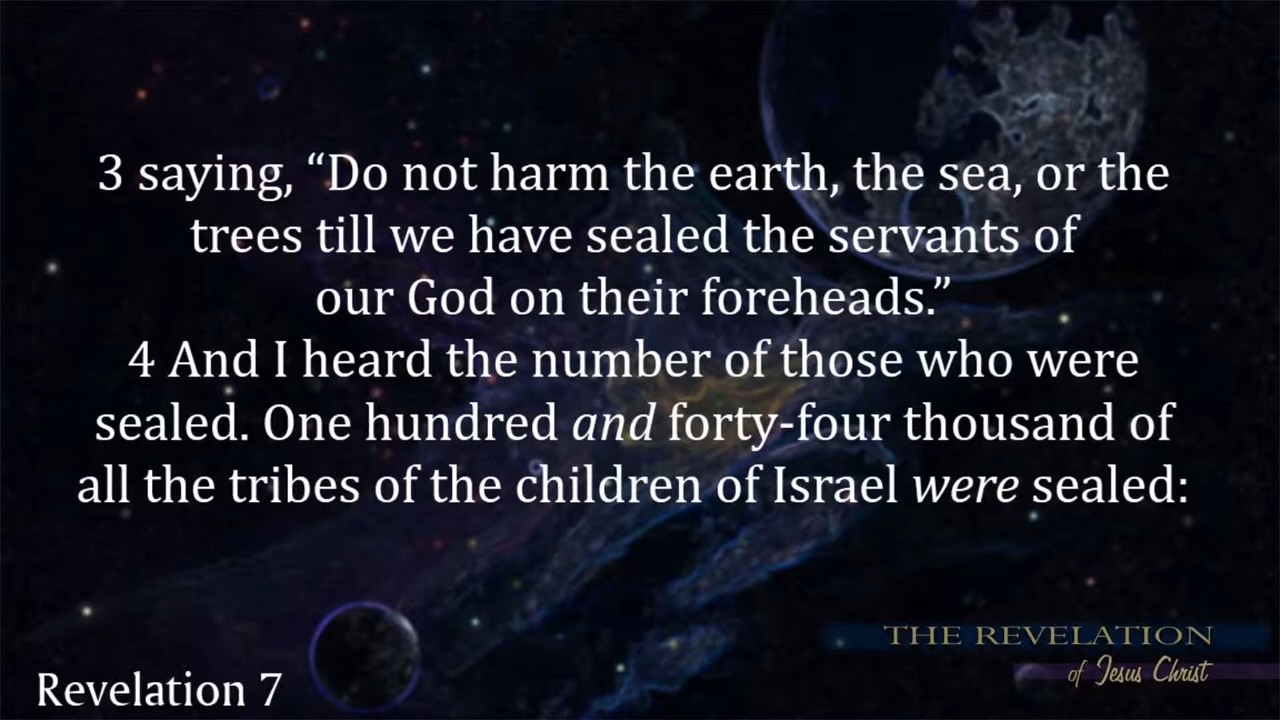 3 saying, “Do not harm the earth, the sea, or the
trees till we have sealed the servants of
our God on their foreheads.”
4 And I heard the number of those who were
sealed. One hundred and forty-four thousand of
all the tribes of the children of Israel were sealed:
THE REVELATION
of Jesus Christ
Revelation 7